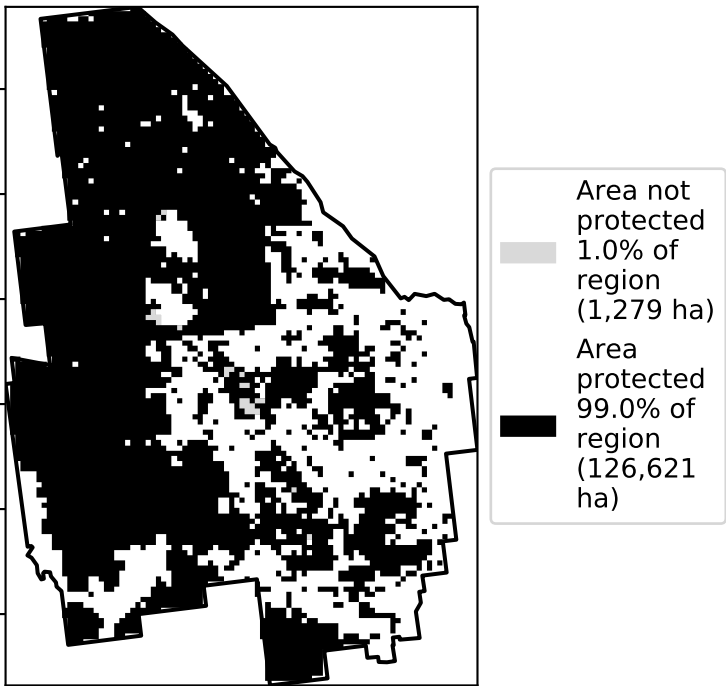 Area not
protected
1.0% of
region
(1,279 ha)
Area
protected
99.0% of
region
(126,621
ha)